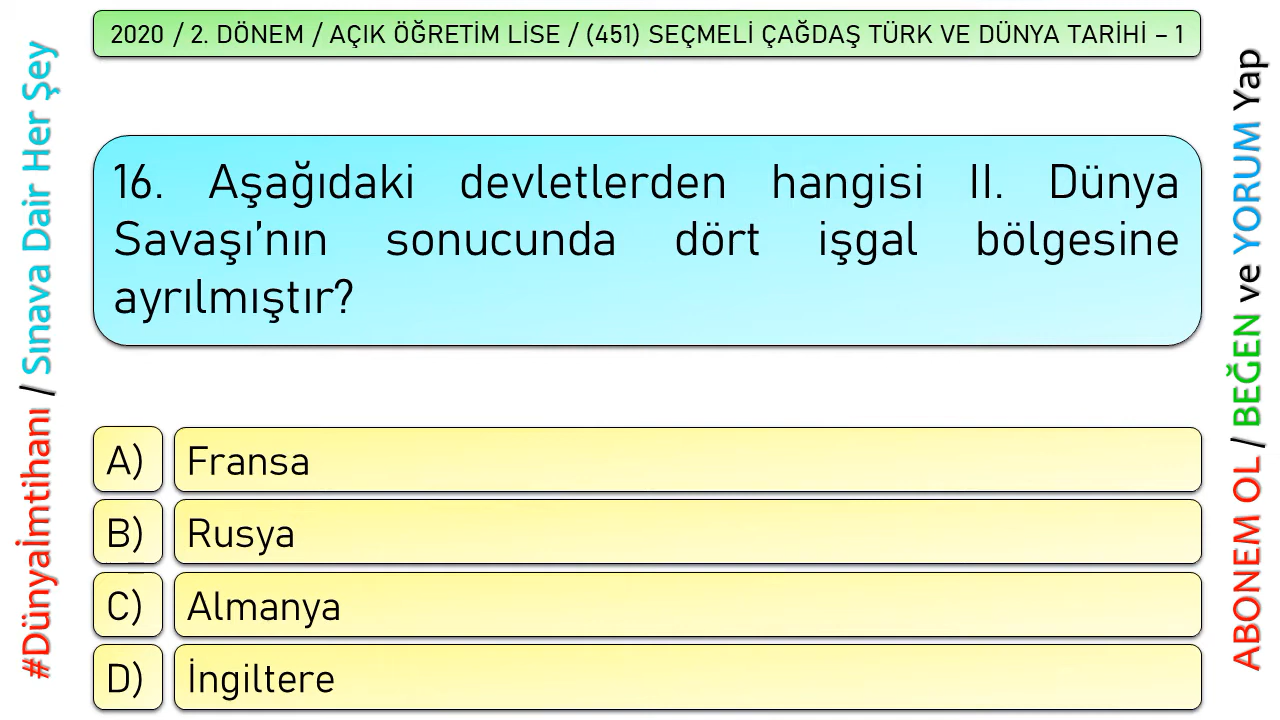 2020 / 2. DÖNEM / AÇIK ÖĞRETİM LİSE / (451) SEÇMELİ ÇAĞDAŞ TÜRK VE DÜNYA TARİHİ – 1
#Dünyaİmtihanı / Sınava Dair Her Şey
16. Aşağıdaki devletlerden hangisi II. Dünya
Savaşı’nın sonucunda dört işgal bölgesine
ayrılmıştır?
A) Fransa
B) Rusya
C) Almanya
D) İngiltere
ABONEM OL / BEĞEN ve YORUM Yap